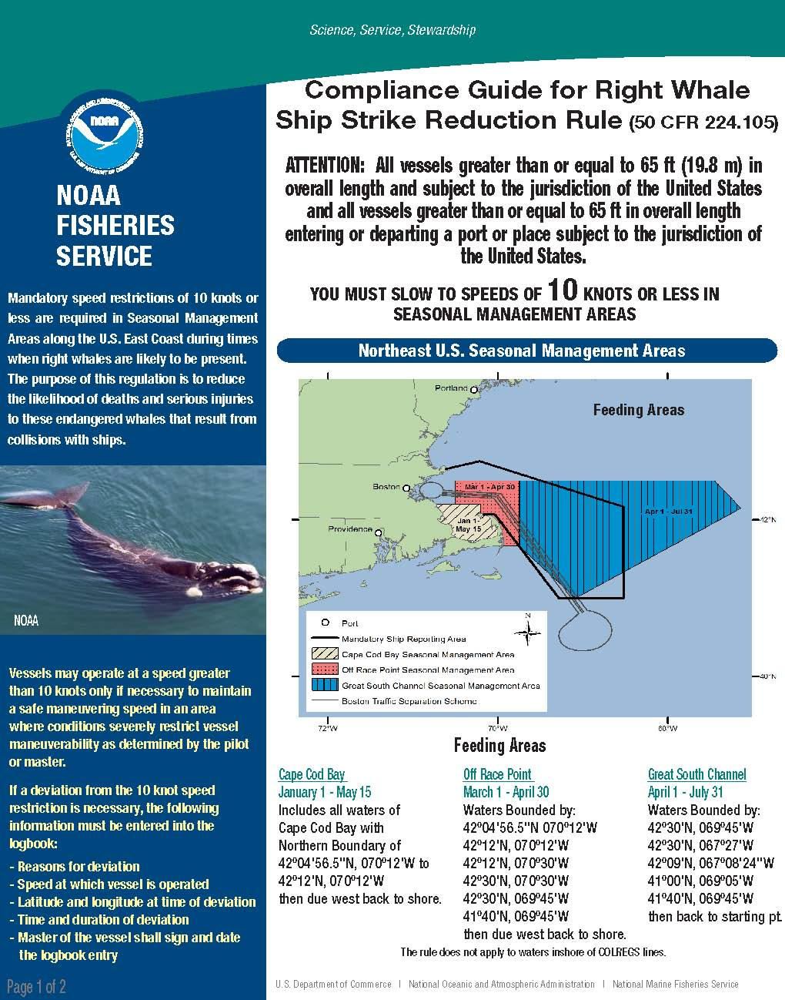 Science, Service, Stewardship
NOAA
NATIONAL OCEANIC AND ATMOSPHERIC ADMINISTRATION
U.S. DEPARTMENT OF COMMERCE
NOAA
FISHERIES
SERVICE
Mandatory speed restrictions of 10 knots or
less are required in Seasonal Management
Areas along the U.S. East Coast during times
when right whales are likely to be present.
The purpose of this regulation is to reduce
the likelihood of deaths and serious injuries
to these endangered whales that result from
collisions with ships.
NOAA
Vessels may operate at a speed greater
than 10 knots only if necessary to maintain
a safe maneuvering speed in an area
where conditions severely restrict vessel
maneuverability as determined by the pilot
or master.
If a deviation from the 10 knot speed
restriction is necessary, the following
information must be entered into the
logbook:
- Reasons for deviation
- Speed at which vessel is operated
- Latitude and longitude at time of deviation
- Time and duration of deviation
- Master of the vessel shall sign and date
the logbook entry
Page 1 of 2
Compliance Guide for Right Whale
Ship Strike Reduction Rule (50 CFR 224.105)
ATTENTION: All vessels greater than or equal to 65 ft (19.8 m) in
overall length and subject to the jurisdiction of the United States
and all vessels greater than or equal to 65 ft in overall length
entering or departing a port or place subject to the jurisdiction of
the United States.
YOU MUST SLOW TO SPEEDS OF 10 KNOTS OR LESS IN
SEASONAL MANAGEMENT AREAS
Northeast U.S. Seasonal Management Areas
Portland
Feeding Areas
Boston
Mar 1 - Apr 30
Apr 1 - Jul 31
Jan 1-
May 15
Providence
42°N
N
Port
Mandatory Ship Reporting Area
Cape Cod Bay Seasonal Management Area
Off Race Point Seasonal Management Area
Great South Channel Seasonal Management Area
Boston Traffic Separation Scheme
40°N
72°W
70°W
68°W
Feeding Areas
Cape Cod Bay
January 1 - May 15
Includes all waters of
Cape Cod Bay with
Northern Boundary of
42º04'56.5"N, 070º12'W to
42º12'N, 070º12'W
then due west back to shore.
Off Race Point
March 1 - April 30
Waters Bounded by:
42º04'56.5"N 070º12'W
42º12'N, 070º12'W
42º12'N, 070º30'W
42º30'N, 070º30'W
42º30'N, 069º45'W
41º40'N, 069º45'W
then due west back to shore.
Great South Channel
April 1 - July 31
Waters Bounded by:
42º30'N, 069º45'W
42º30'N, 067º27'W
42º09'N, 067º08'24"W
41º00'N, 069º05'W
41º40'N, 069º45'W
then back to starting pt.
The rule does not apply to waters inshore of COLREGS lines.
U.S. Department of Commerce | National Oceanic and Atmospheric Administration | National Marine Fisheries Service